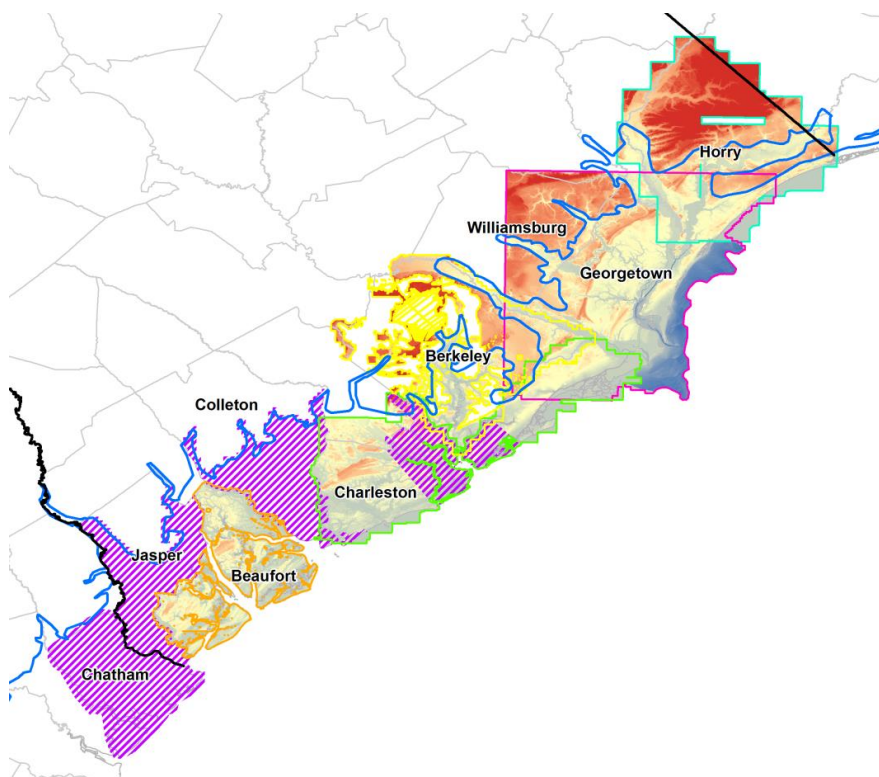 Horry
Williamsburg
Georgetown
Berkeley
Colleton
Charleston
Jasper
Beaufort
Chatham